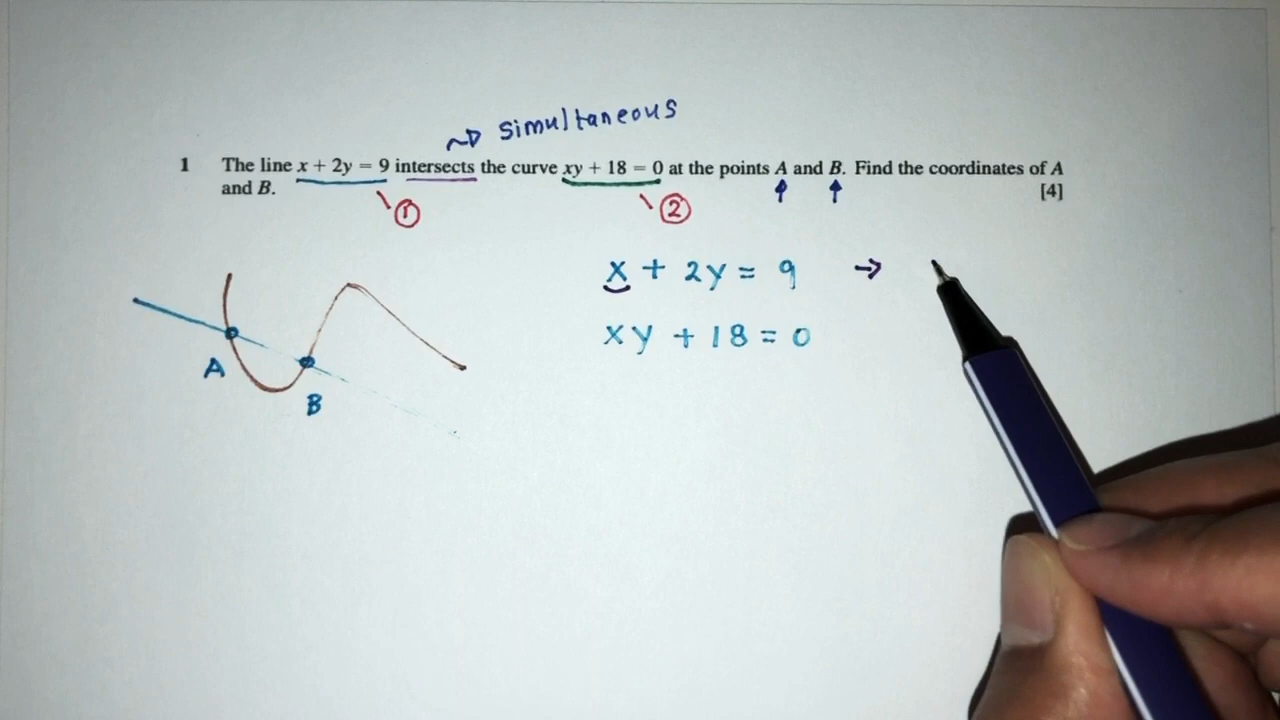 ~> simultaneous
1 The line x + 2y = 9 intersects the curve xy + 18 = 0 at the points A and B. Find the coordinates of A
and B. [4]
① ②
x + 2y = 9 →
xy + 18 = 0
A
B